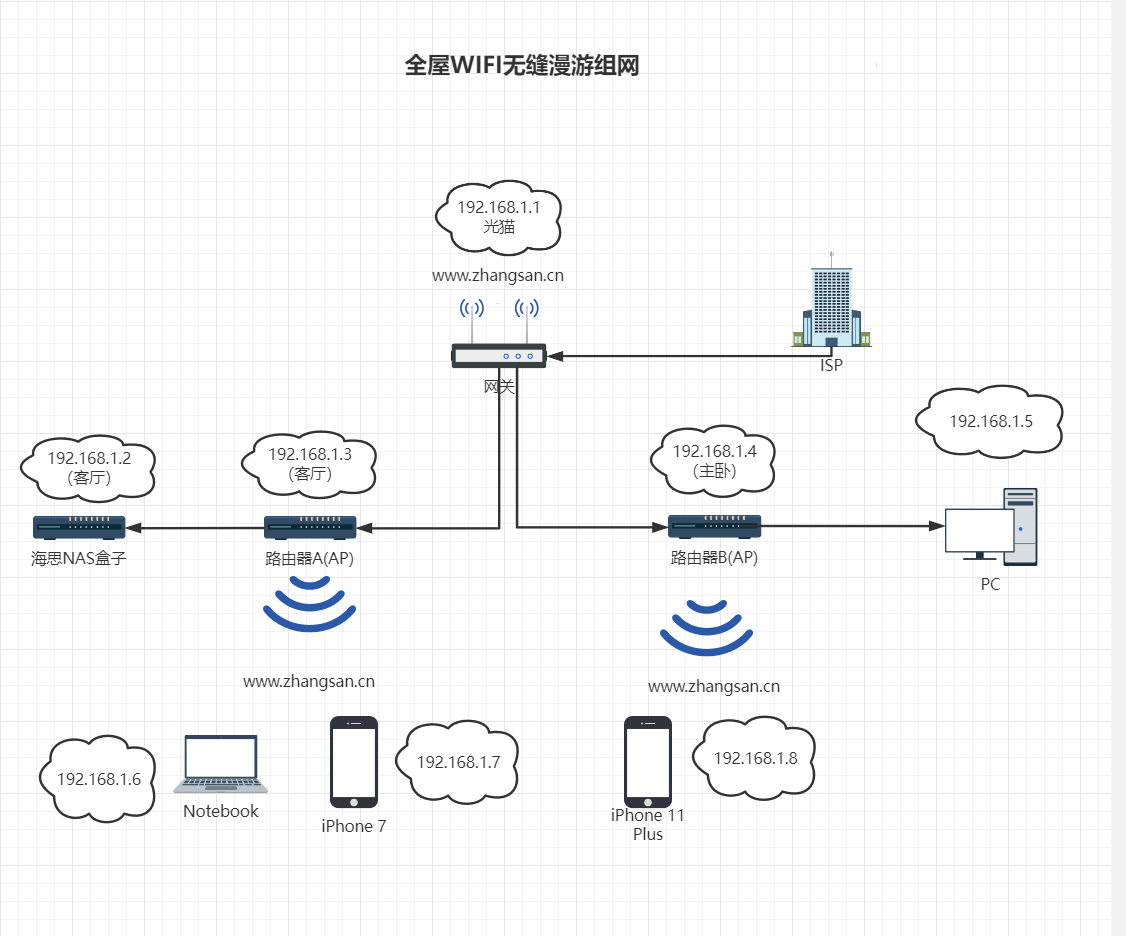 全屋WIFI无缝漫游组网
192.168.1.1
光猫
www.zhangsan.cn
网关
ISP
192.168.1.2
(客厅)
海思NAS盒子
192.168.1.3
(客厅)
路由器A(AP)
192.168.1.4
(主卧)
路由器B(AP)
192.168.1.5
PC
www.zhangsan.cn
www.zhangsan.cn
192.168.1.6
Notebook
iPhone 7
192.168.1.7
iPhone 11
Plus
192.168.1.8